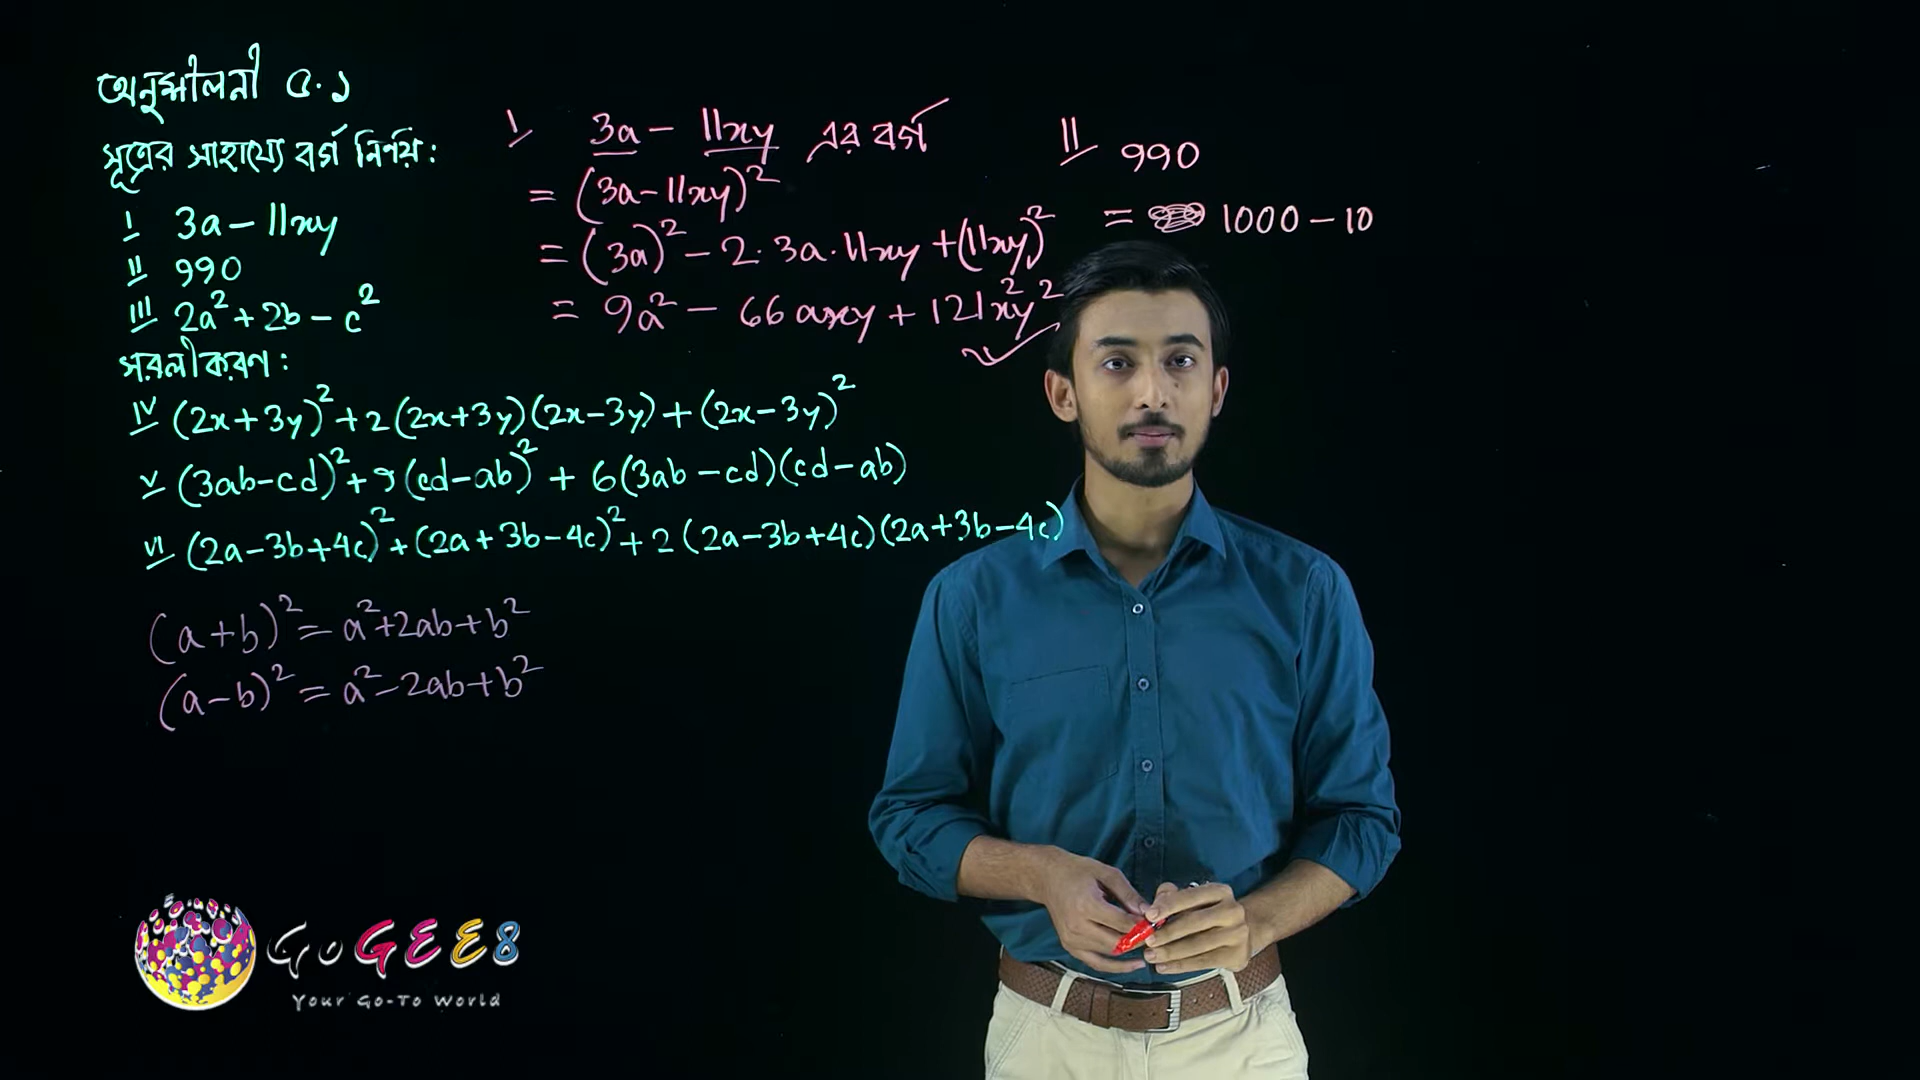 অনুশীলনী ৫.১
সূত্রের সাহায্যে বর্গ নির্ণয়:
I 3a - 11xy
II 990
III 2a² + 2b - c²
সরলীকরণ:
IV (2x+3y)² + 2(2x+3y)(2x-3y) + (2x-3y)²
V (3ab-cd)² + 9(cd-ab)² + 6(3ab-cd)(cd-ab)
VI (2a-3b+4c)² + (2a+3b-4c)² + 2(2a-3b+4c)(2a+3b-4c)
(a+b)² = a²+2ab+b²
(a-b)² = a²-2ab+b²
I 3a - 11xy এর বর্গ
= (3a-11xy)²
= (3a)² - 2·3a·11xy + (11xy)²
= 9a² - 66axy + 121x²y²
II 990
= 1000-10
GoGEE8
Your Go-To World